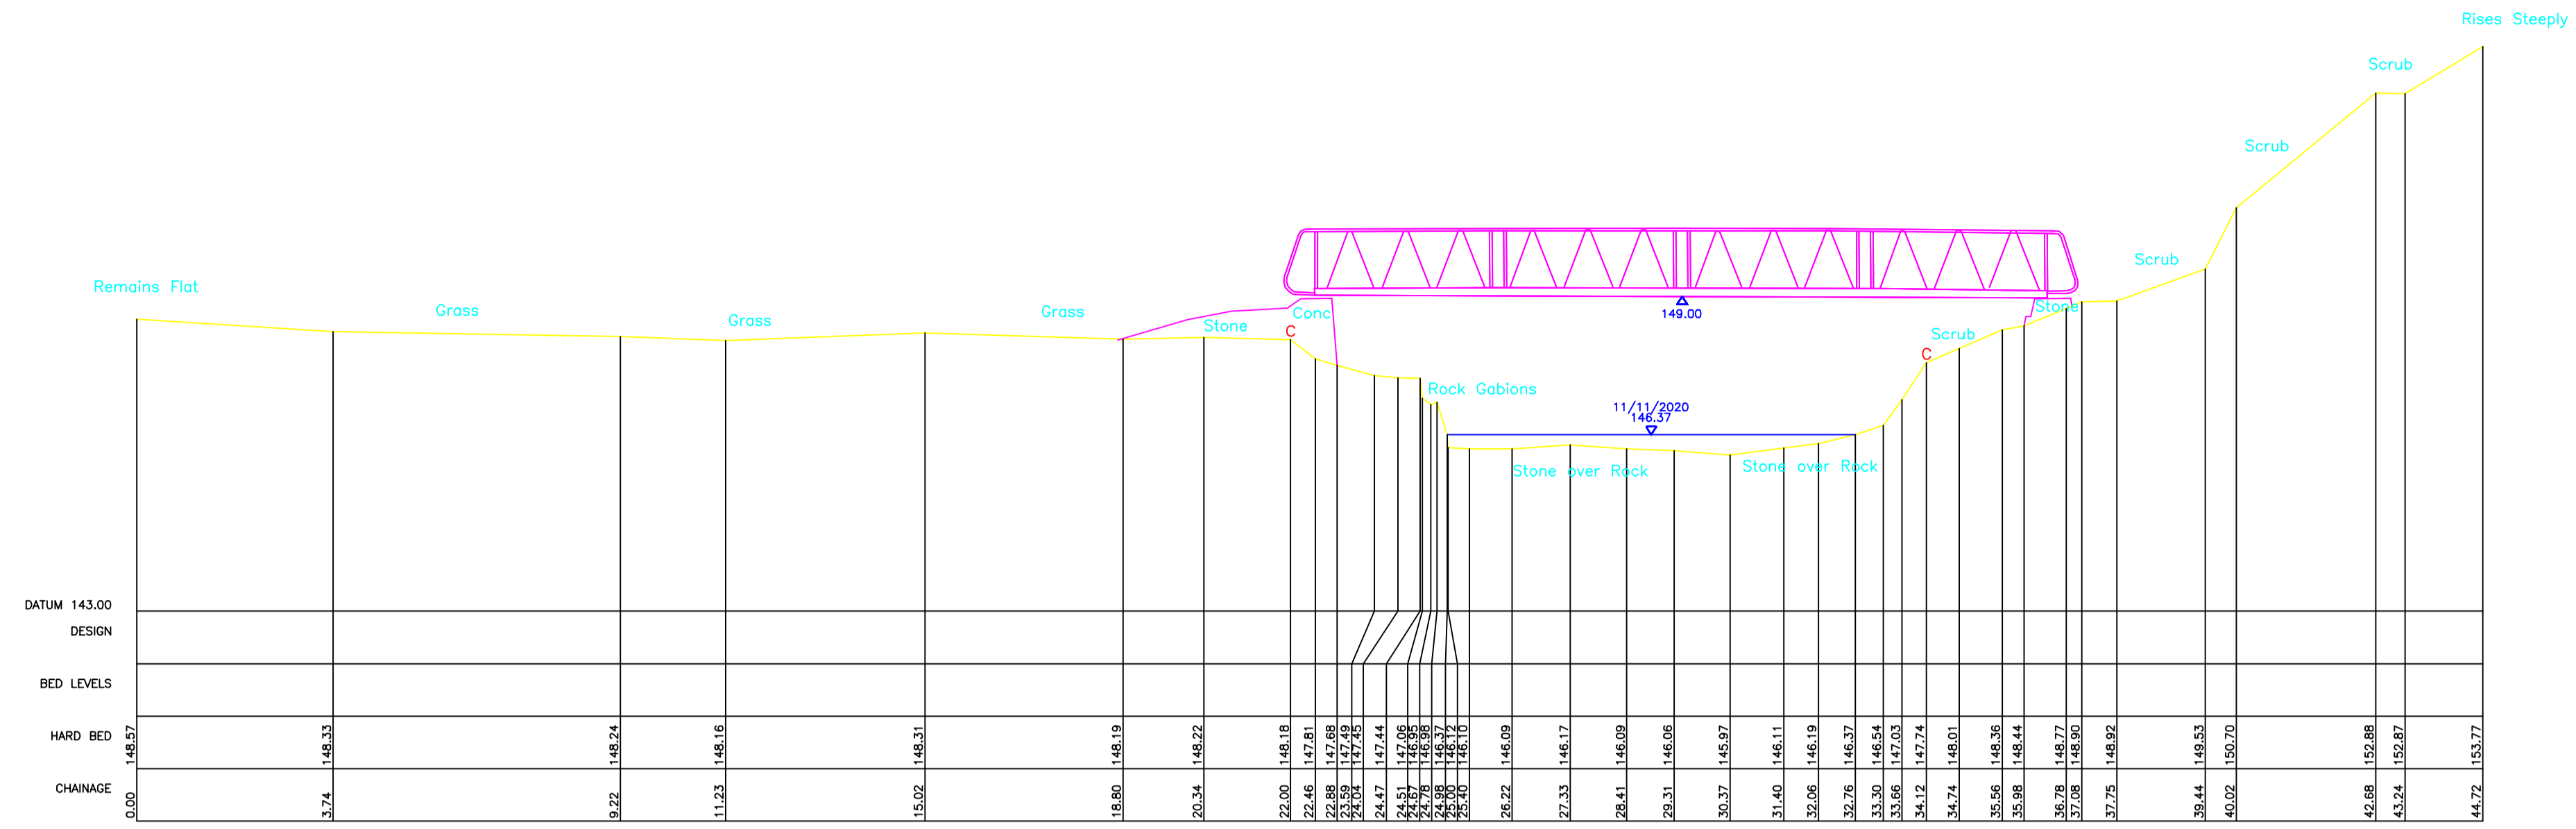 Rises Steeply
Scrub
Scrub
Scrub
Remains Flat
Grass
Grass
Grass
Stone
Conc
C
149.00
Stone
Scrub
C
Rock Gabions
11/11/2020
146.37
Stone over Rock
Stone over Rock
DATUM 143.00
DESIGN
BED LEVELS
HARD BED 148.57 148.33 148.24 148.16 148.31 148.19 148.22 148.18 147.81 147.68 147.49 147.45 147.44 147.06 146.95 146.98 146.37 146.12 146.10 146.09 146.17 146.09 146.06 145.97 146.11 146.19 146.37 146.54 147.03 147.74 148.01 148.36 148.44 148.77 148.90 148.92 149.53 150.70 152.88 152.87 153.77
CHAINAGE 0.00 3.74 9.22 11.23 15.02 18.80 20.34 22.00 22.46 22.88 23.59 24.04 24.47 24.51 24.67 24.78 24.98 25.00 25.40 26.22 27.33 28.41 29.31 30.37 31.40 32.06 32.76 33.30 33.66 34.12 34.74 35.56 35.98 36.78 37.08 37.75 39.44 40.02 42.68 43.24 44.72